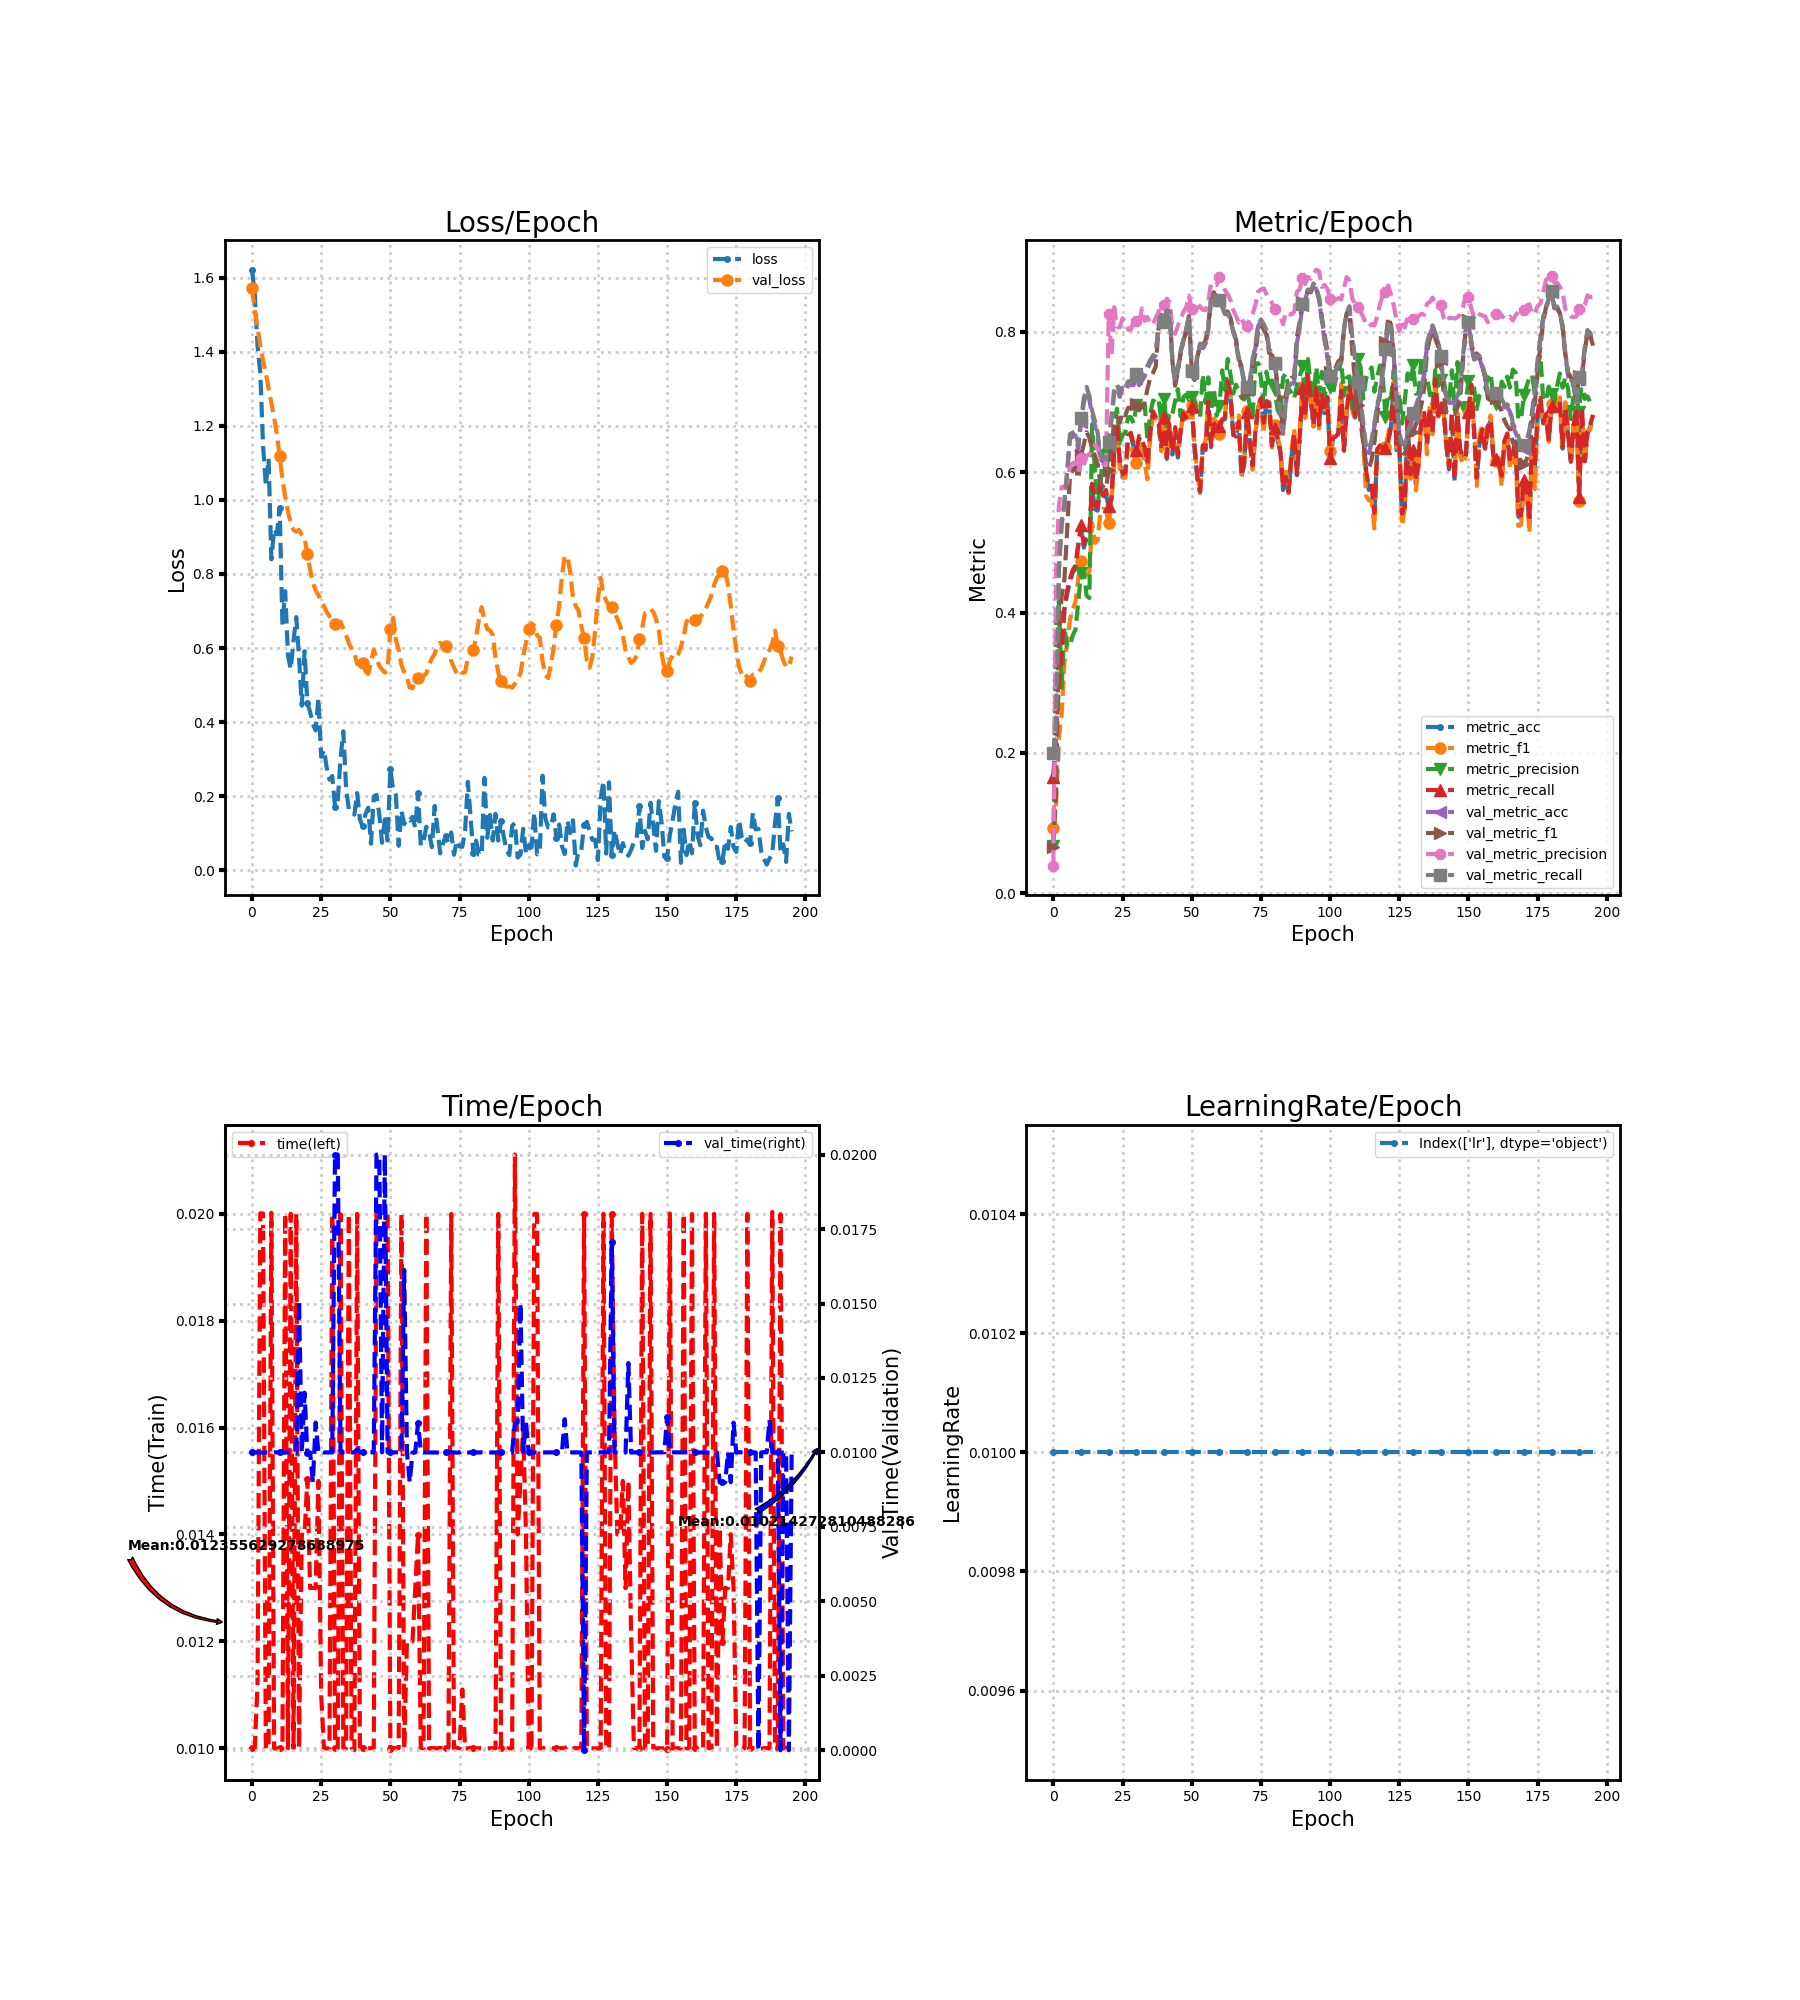 Loss/Epoch
loss
val_loss
1.6
1.4
1.2
1.0
0.8
0.6
0.4
0.2
0.0
Loss
0
25
50
75
100
125
150
175
200
Epoch
Metric/Epoch
0.8
0.6
0.4
0.2
0.0
Metric
metric_acc
metric_f1
metric_precision
metric_recall
val_metric_acc
val_metric_f1
val_metric_precision
val_metric_recall
0
25
50
75
100
125
150
175
200
Epoch
Time/Epoch
time(left)
val_time(right)
0.020
0.018
0.016
0.014
0.012
0.010
Time(Train)
Mean:0.012355629278688975
Mean:0.010214272810488286
0.0200
0.0175
0.0150
0.0125
0.0100
0.0075
0.0050
0.0025
0.0000
Val_Time(Validation)
0
25
50
75
100
125
150
175
200
Epoch
LearningRate/Epoch
Index(['lr'], dtype='object')
0.0104
0.0102
0.0100
0.0098
0.0096
LearningRate
0
25
50
75
100
125
150
175
200
Epoch